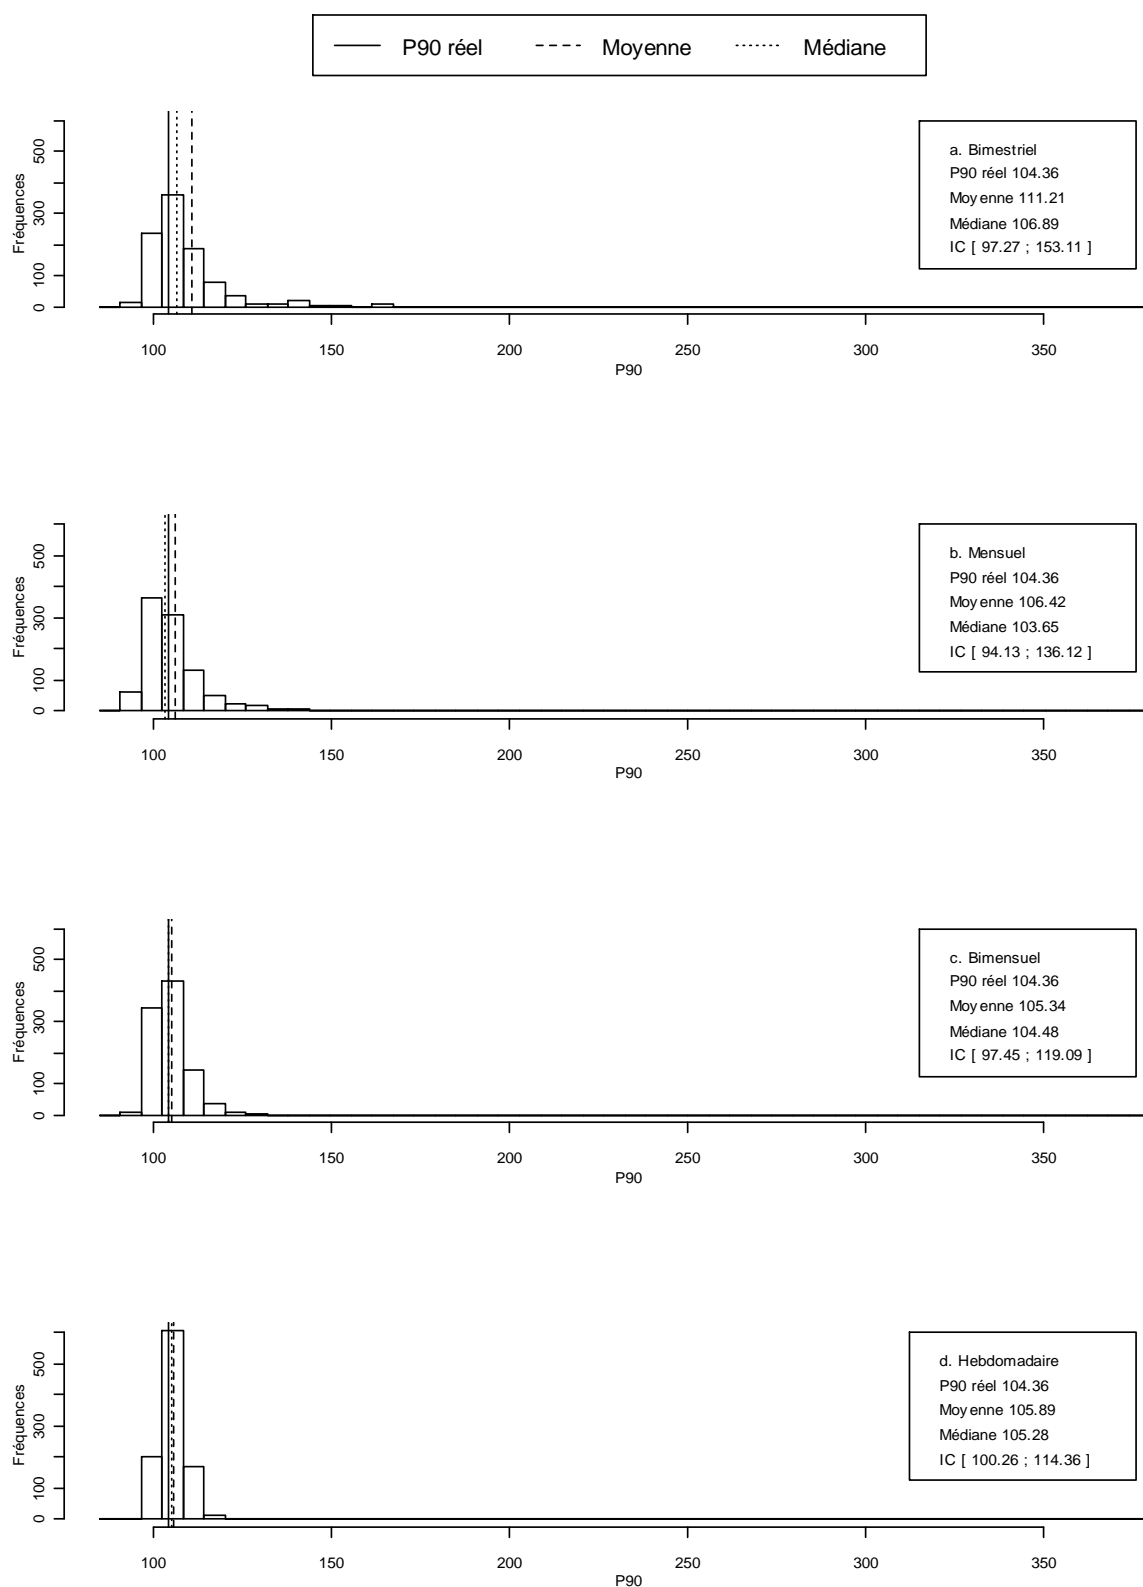 P90 réel Moyenne Médiane
Fréquences
0 100 300 500
100 150 200 250 300 350
P90
a. Bimestriel
P90 réel 104.36
Moyenne 111.21
Médiane 106.89
IC [ 97.27 ; 153.11 ]
Fréquences
0 100 300 500
100 150 200 250 300 350
P90
b. Mensuel
P90 réel 104.36
Moyenne 106.42
Médiane 103.65
IC [ 94.13 ; 136.12 ]
Fréquences
0 100 300 500
100 150 200 250 300 350
P90
c. Bimensuel
P90 réel 104.36
Moyenne 105.34
Médiane 104.48
IC [ 97.45 ; 119.09 ]
Fréquences
0 100 300 500
100 150 200 250 300 350
P90
d. Hebdomadaire
P90 réel 104.36
Moyenne 105.89
Médiane 105.28
IC [ 100.26 ; 114.36 ]